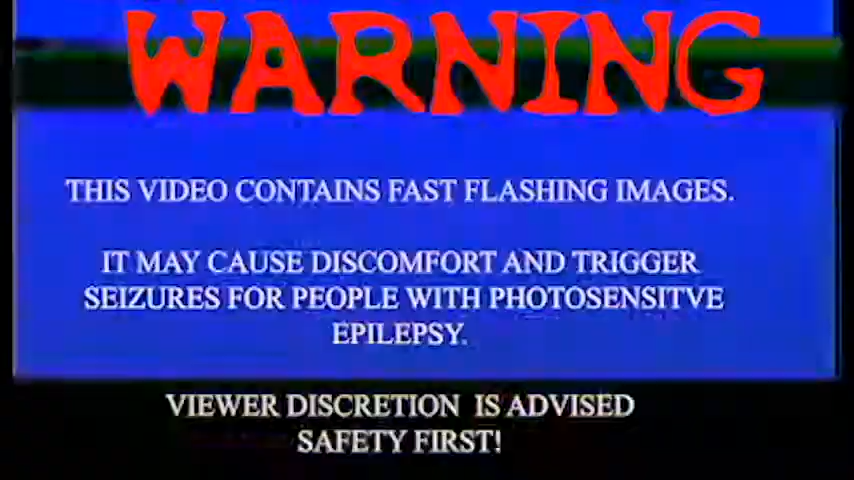 WARNING
THIS VIDEO CONTAINS FAST FLASHING IMAGES.
IT MAY CAUSE DISCOMFORT AND TRIGGER
SEIZURES FOR PEOPLE WITH PHOTOSENSITVE
EPILEPSY.
VIEWER DISCRETION IS ADVISED
SAFETY FIRST!